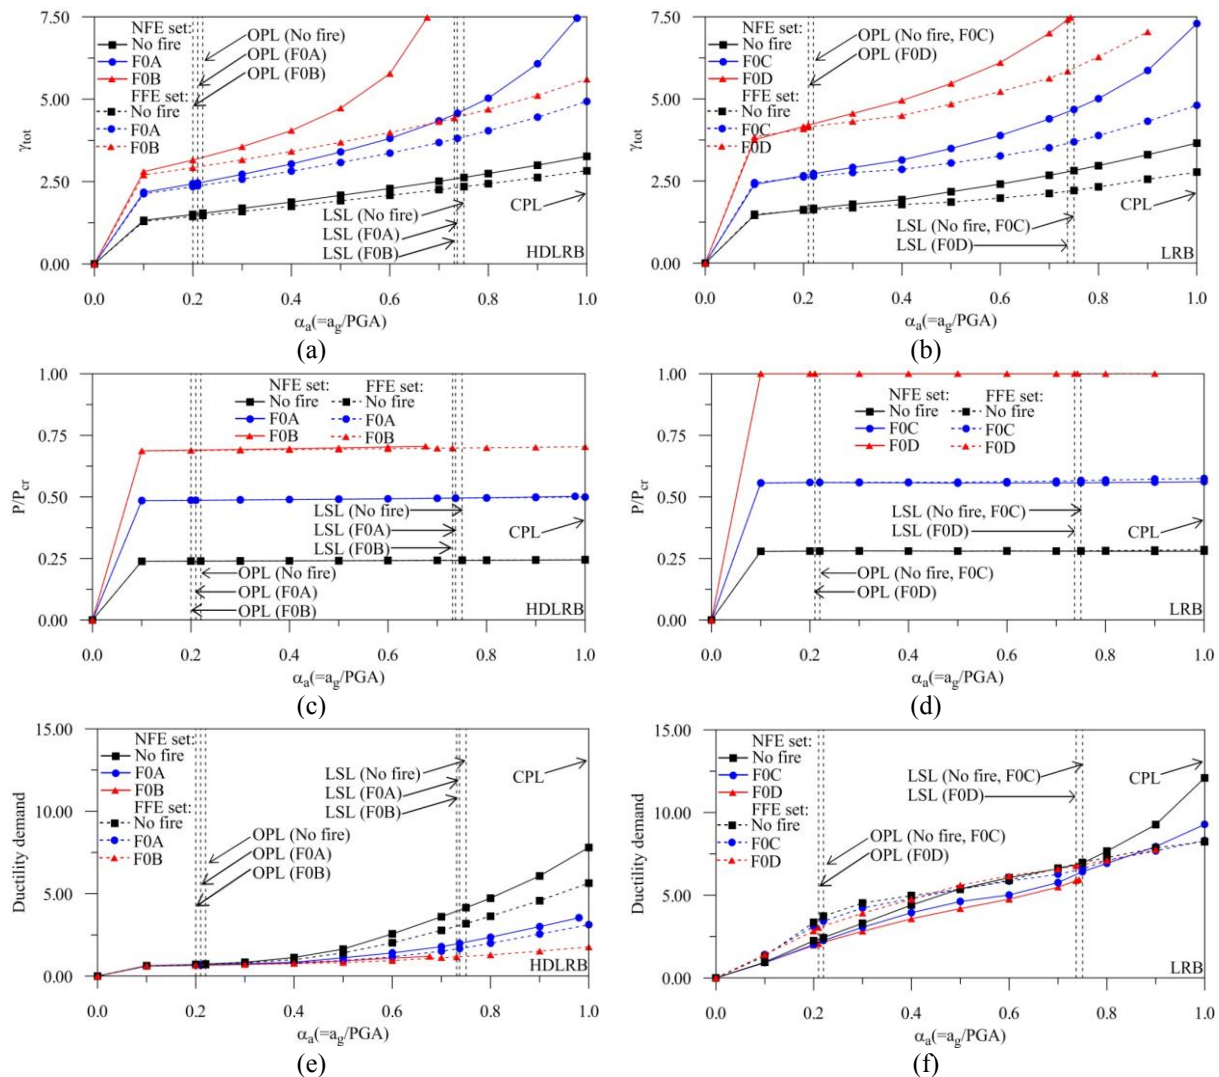 7.50
5.00
2.50
0.00
γtot
NFE set:
No fire
F0A
F0B
FFE set:
No fire
F0A
F0B
OPL (No fire)
OPL (F0A)
OPL (F0B)
LSL (No fire)
LSL (F0A)
LSL (F0B)
CPL
HDLRB
0.0 0.2 0.4 0.6 0.8 1.0
αa(=ag/PGA)
(a)
7.50
5.00
2.50
0.00
γtot
NFE set:
No fire
F0C
F0D
FFE set:
No fire
F0C
F0D
OPL (No fire, F0C)
OPL (F0D)
LSL (No fire, F0C)
LSL (F0D)
CPL
LRB
0.0 0.2 0.4 0.6 0.8 1.0
αa(=ag/PGA)
(b)
1.00
0.75
0.50
0.25
0.00
P/Pcr
NFE set: FFE set:
No fire No fire
F0A F0A
F0B F0B
LSL (No fire)
LSL (F0A)
LSL (F0B)
CPL
OPL (No fire)
OPL (F0A)
OPL (F0B)
HDLRB
0.0 0.2 0.4 0.6 0.8 1.0
αa(=ag/PGA)
(c)
1.00
0.75
0.50
0.25
0.00
P/Pcr
NFE set: FFE set:
No fire No fire
F0C F0C
F0D F0D
LSL (No fire, F0C)
LSL (F0D)
CPL
OPL (No fire, F0C)
OPL (F0D)
LRB
0.0 0.2 0.4 0.6 0.8 1.0
αa(=ag/PGA)
(d)
15.00
10.00
5.00
0.00
Ductility demand
NFE set:
No fire
F0A
F0B
FFE set:
No fire
F0A
F0B
LSL (No fire)
LSL (F0A)
LSL (F0B)
CPL
OPL (No fire)
OPL (F0A)
OPL (F0B)
HDLRB
0.0 0.2 0.4 0.6 0.8 1.0
αa(=ag/PGA)
(e)
15.00
10.00
5.00
0.00
Ductility demand
NFE set:
No fire
F0C
F0D
FFE set:
No fire
F0C
F0D
LSL (No fire, F0C)
LSL (F0D)
CPL
OPL (No fire, F0C)
OPL (F0D)
LRB
0.0 0.2 0.4 0.6 0.8 1.0
αa(=ag/PGA)
(f)